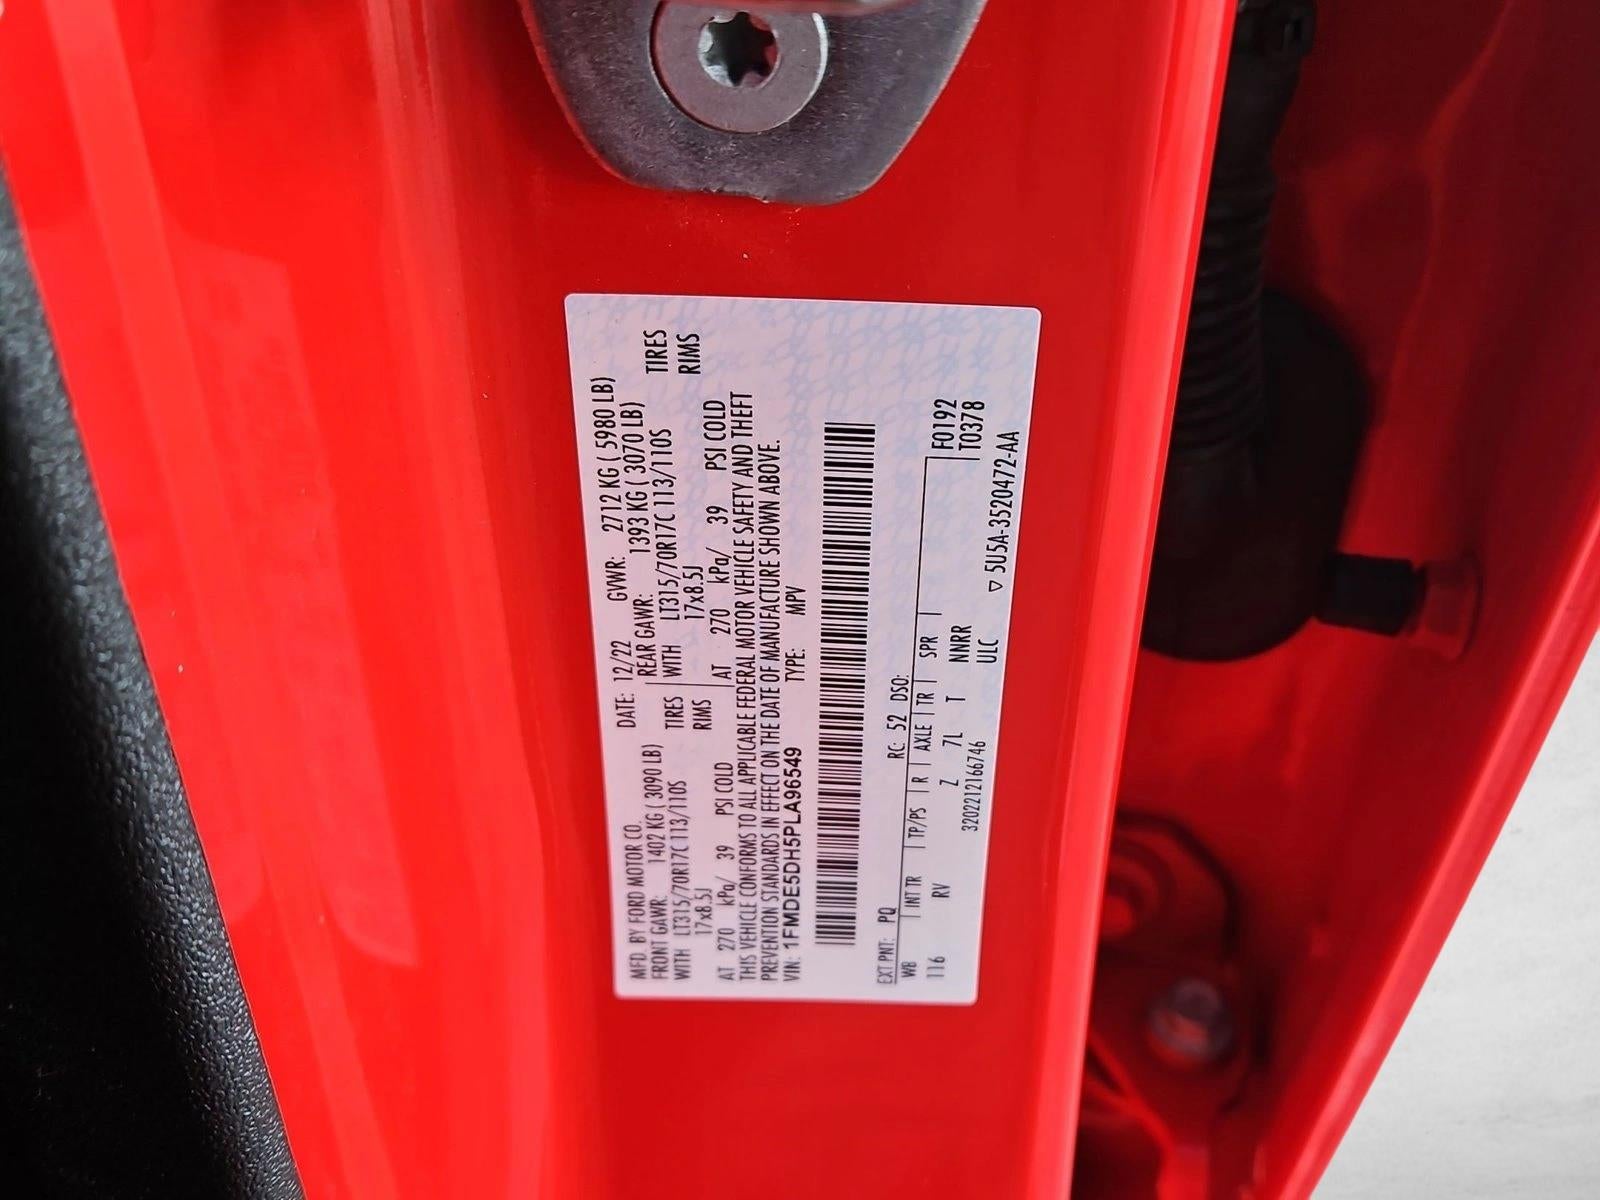 MFD. BY FORD MOTOR CO.
DATE: 12/22 GVWR: 2712 KG ( 5980 LB)
FRONT GAWR: 1402 KG ( 3090 LB) REAR GAWR: 1393 KG ( 3070 LB)
WITH LT315/70R17C 113/110S TIRES WITH LT315/70R17C 113/110S TIRES
17x8.5J RIMS 17x8.5J RIMS
AT 270 kPa/ 39 PSI COLD AT 270 kPa/ 39 PSI COLD
THIS VEHICLE CONFORMS TO ALL APPLICABLE FEDERAL MOTOR VEHICLE SAFETY AND THEFT
PREVENTION STANDARDS IN EFFECT ON THE DATE OF MANUFACTURE SHOWN ABOVE.
VIN: 1FMDE5DH5PLA96549 TYPE: MPV
EXT PNT: PQ RC: 52 DSO:
WB INT TR TP/PS R AXLE TR SPR F0192
116 RV Z 7L T NNRR T0378
3202212166746 ULC ▽ 5U5A-3520472-AA